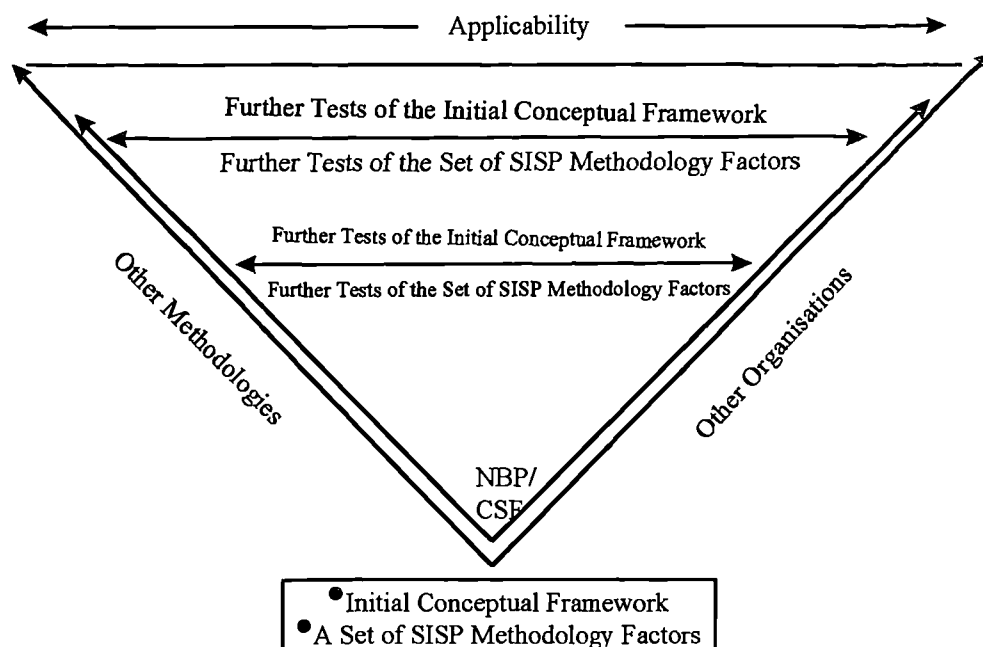 Applicability
Further Tests of the Initial Conceptual Framework
Further Tests of the Set of SISP Methodology Factors
Further Tests of the Initial Conceptual Framework
Further Tests of the Set of SISP Methodology Factors
Other Methodologies
Other Organisations
NBP/
CSF
•Initial Conceptual Framework
•A Set of SISP Methodology Factors